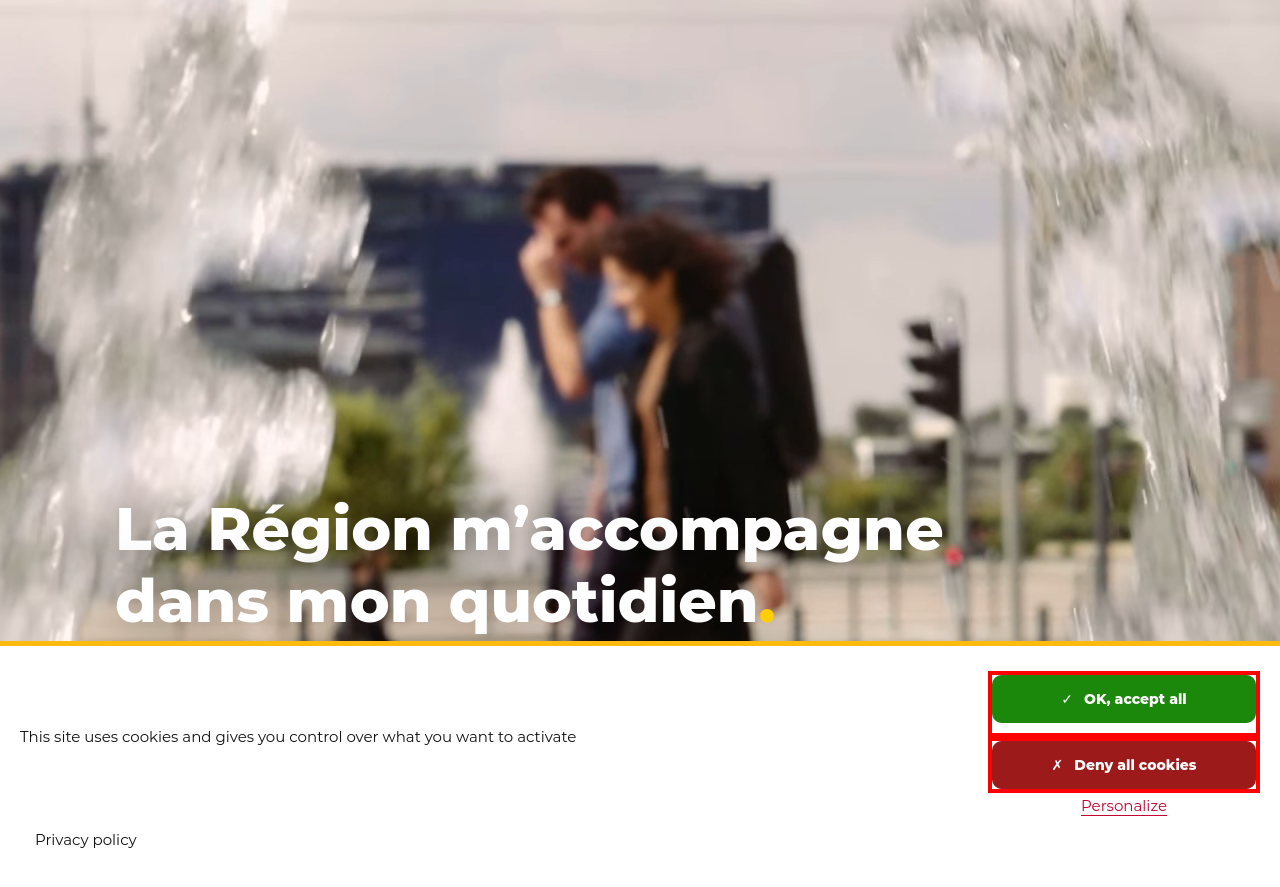 La Région m’accompagne
dans mon quotidien.
✓ OK, accept all
This site uses cookies and gives you control over what you want to activate
✗ Deny all cookies
Personalize
Privacy policy